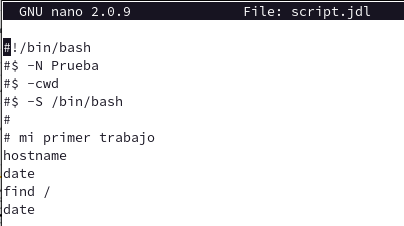 GNU nano 2.0.9 File: script.jdl
#!/bin/bash
#$ -N Prueba
#$ -cwd
#$ -S /bin/bash
#
# mi primer trabajo
hostname
date
find /
date